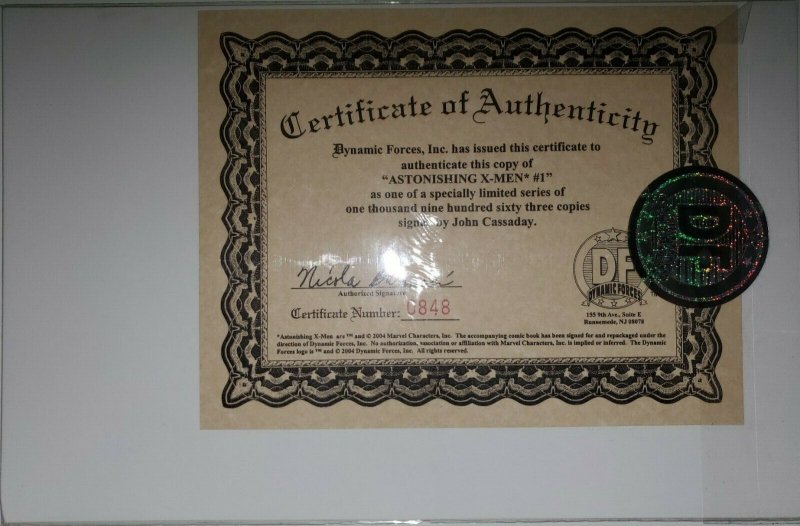 Certificate of Authenticity
Dynamic Forces, Inc. has issued this certificate to
authenticate this copy of
"ASTONISHING X-MEN* #1"
as one of a specially limited series of
one thousand nine hundred sixty three copies
signed by John Cassaday.
Nicola
Authorized Signature
Certificate Number: 0848
DF
DYNAMIC FORCES
155 9th Ave., Suite E
Runnemede, NJ 08078
*Astonishing X-Men are ™ and © 2004 Marvel Characters, Inc. The accompanying comic book has been signed for and repackaged under the
direction of Dynamic Forces, Inc. No authorization, association or affiliation with Marvel Characters, Inc. is implied or inferred. The Dynamic
Forces logo is ™ and © 2004 Dynamic Forces, Inc. All rights reserved.
DF